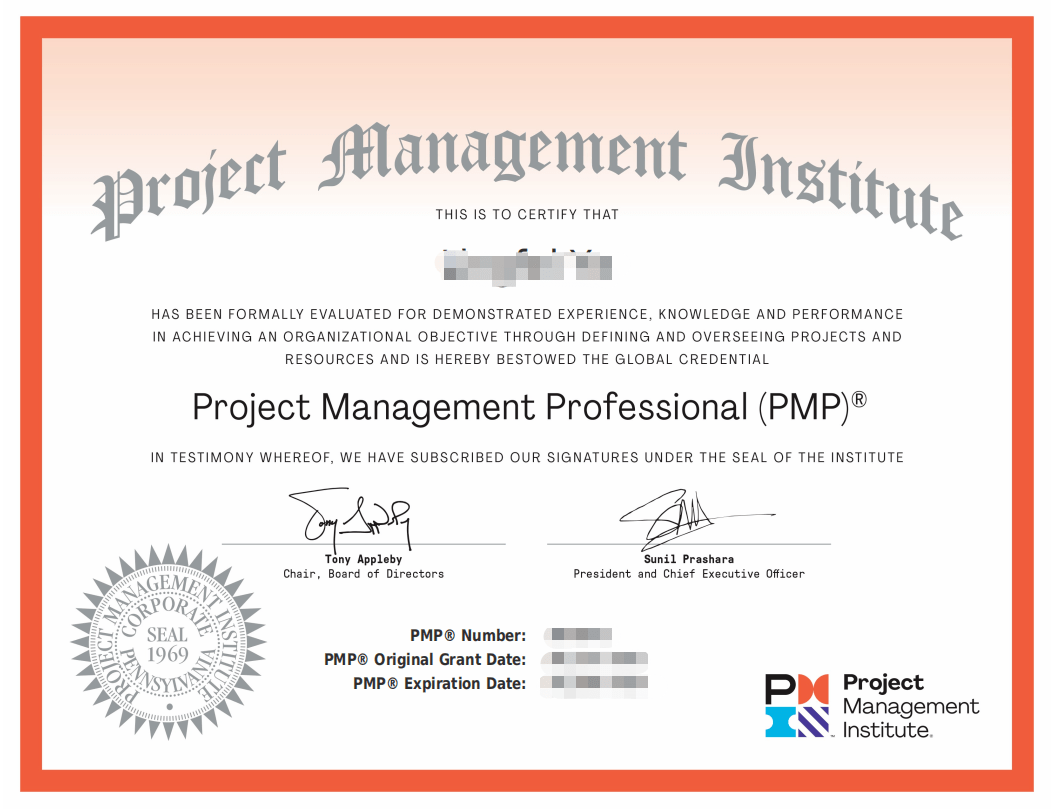 Project Management Institute
THIS IS TO CERTIFY THAT
HAS BEEN FORMALLY EVALUATED FOR DEMONSTRATED EXPERIENCE, KNOWLEDGE AND PERFORMANCE
IN ACHIEVING AN ORGANIZATIONAL OBJECTIVE THROUGH DEFINING AND OVERSEEING PROJECTS AND
RESOURCES AND IS HEREBY BESTOWED THE GLOBAL CREDENTIAL
Project Management Professional (PMP)®
IN TESTIMONY WHEREOF, WE HAVE SUBSCRIBED OUR SIGNATURES UNDER THE SEAL OF THE INSTITUTE
Tony Appleby
Tony Appleby
Chair, Board of Directors
Sunil Prashara
President and Chief Executive Officer
PROJECT MANAGEMENT INSTITUTE
CORPORATE
SEAL
1969
PENNSYLVANIA
PMP® Number:
PMP® Original Grant Date:
PMP® Expiration Date:
P
Project
Management
Institute®
™